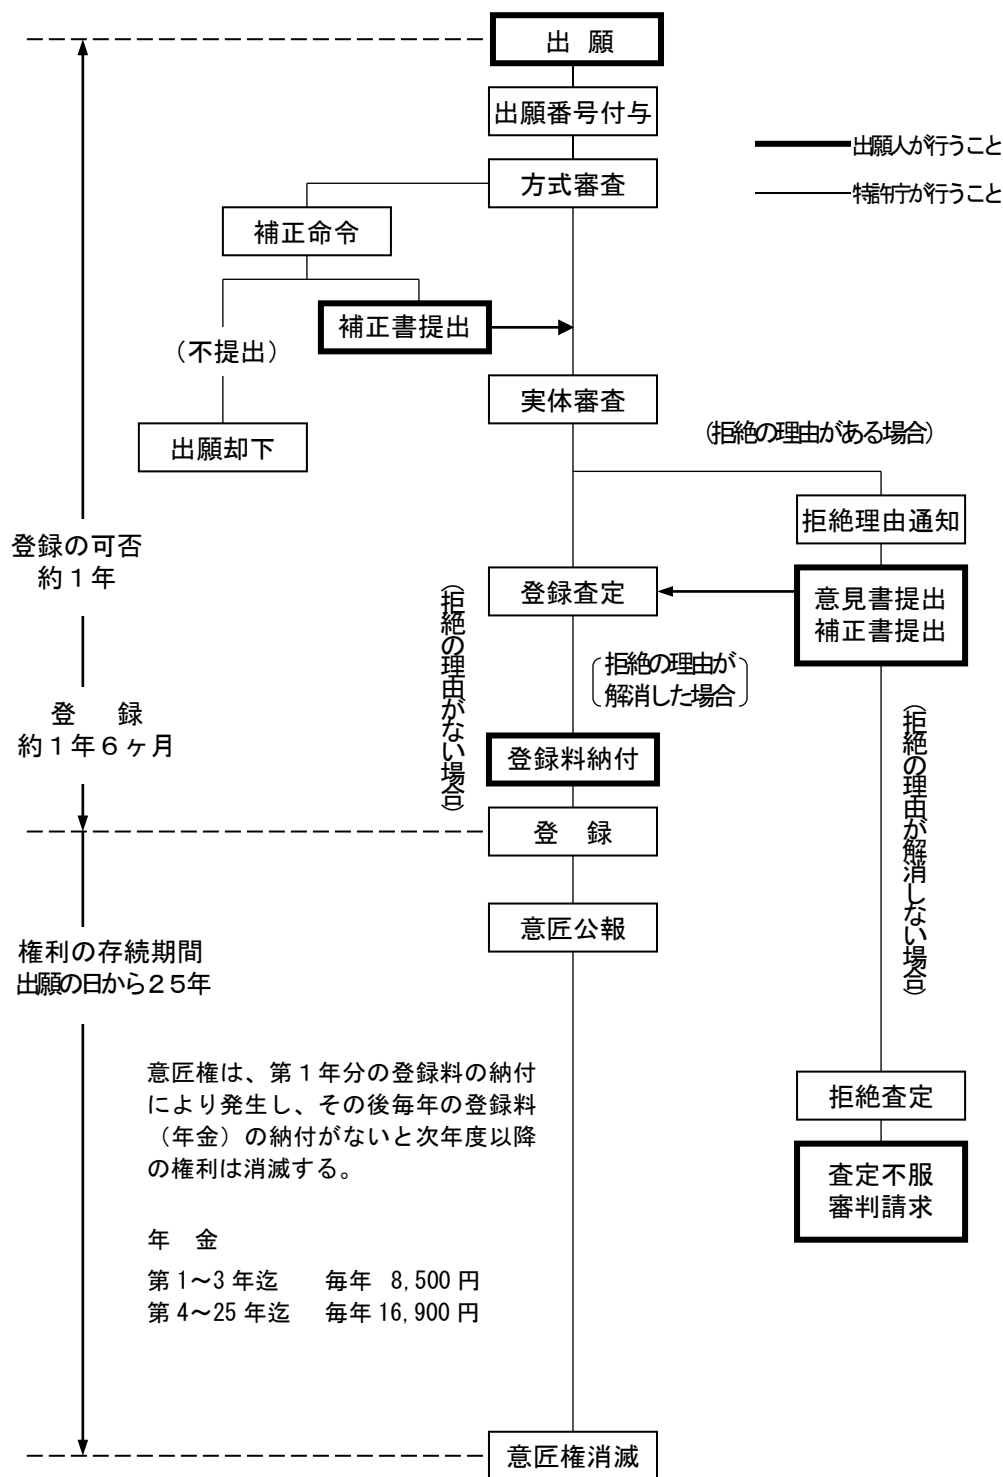 出　願
出願番号付与
出願人が行うこと
方式審査
特許庁が行うこと
補正命令
補正書提出
（不提出）
実体審査
出願却下
（拒絶の理由がある場合）
拒絶理由通知
登録の可否
約１年
登録査定
意見書提出
補正書提出
（拒絶の理由がない場合）
拒絶の理由が
解消した場合
登　　録
約１年６ヶ月
（拒絶の理由が解消しない場合）
登録料納付
登　録
意匠公報
権利の存続期間
出願の日から２５年
意匠権は、第１年分の登録料の納付
により発生し、その後毎年の登録料
（年金）の納付がないと次年度以降
の権利は消滅する。
拒絶査定
査定不服
審判請求
年　金
第 1～3 年迄　　毎年　8,500 円
第 4～25 年迄　　毎年 16,900 円
意匠権消滅